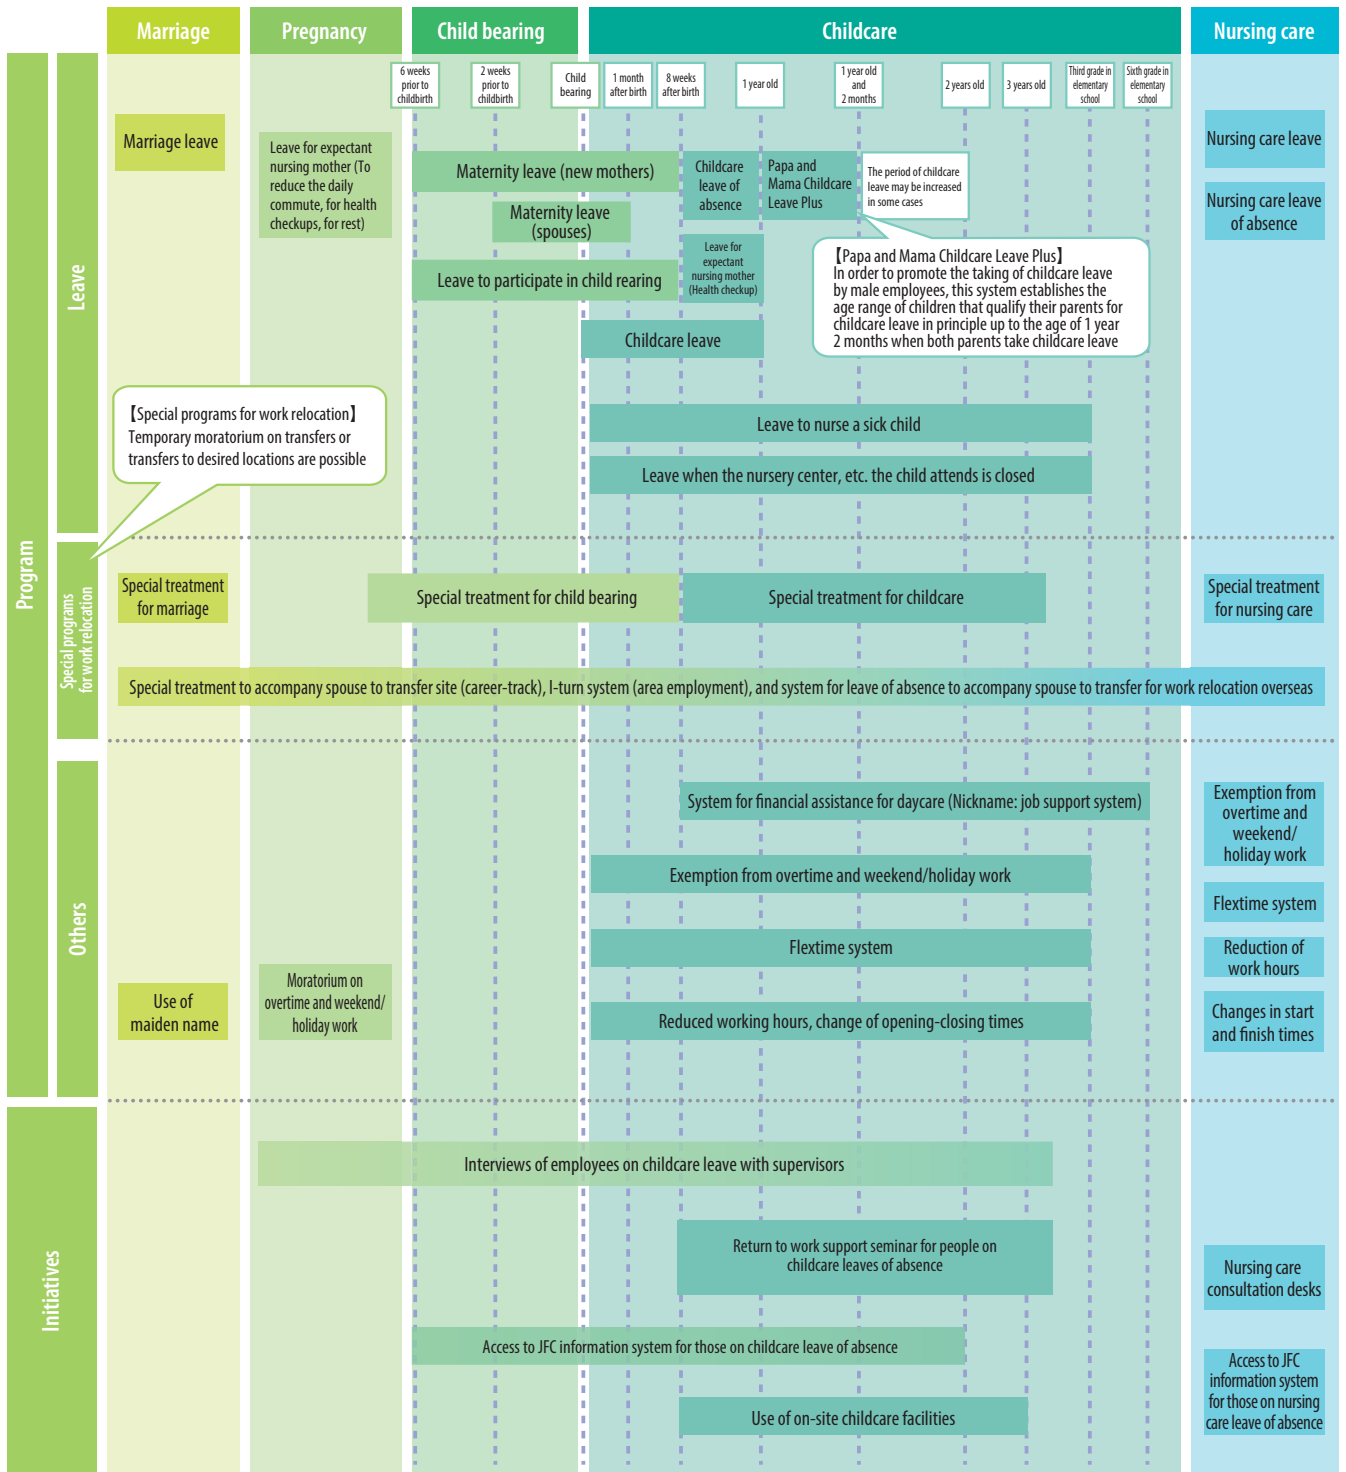 Marriage
Pregnancy
Child bearing
Childcare
Nursing care
6 weeks
prior to
childbirth
2 weeks
prior to
childbirth
Child
bearing
1 month
after birth
8 weeks
after birth
1 year old
1 year old
and
2 months
2 years old
3 years old
Third grade in
elementary
school
Sixth grade in
elementary
school
Program
Leave
Marriage leave
Leave for expectant
nursing mother (To
reduce the daily
commute, for health
checkups, for rest)
Maternity leave (new mothers)
Childcare
leave of
absence
Papa and
Mama Childcare
Leave Plus
The period of childcare
leave may be increased
in some cases
Nursing care leave
Nursing care leave
of absence
Maternity leave
(spouses)
Leave to participate in child rearing
Leave for
expectant
nursing mother
(Health checkup)
【Papa and Mama Childcare Leave Plus】
In order to promote the taking of childcare leave
by male employees, this system establishes the
age range of children that qualify their parents for
childcare leave in principle up to the age of 1 year
2 months when both parents take childcare leave
Childcare leave
【Special programs for work relocation】
Temporary moratorium on transfers or
transfers to desired locations are possible
Leave to nurse a sick child
Leave when the nursery center, etc. the child attends is closed
Special programs
for work relocation
Special treatment
for marriage
Special treatment for child bearing
Special treatment for childcare
Special treatment
for nursing care
Special treatment to accompany spouse to transfer site (career-track), I-turn system (area employment), and system for leave of absence to accompany spouse to transfer for work relocation overseas
Others
System for financial assistance for daycare (Nickname: job support system)
Exemption from
overtime and
weekend/
holiday work
Exemption from overtime and weekend/holiday work
Flextime system
Flextime system
Reduction of
work hours
Use of
maiden name
Moratorium on
overtime and weekend/
holiday work
Reduced working hours, change of opening-closing times
Changes in start
and finish times
Initiatives
Interviews of employees on childcare leave with supervisors
Return to work support seminar for people on
childcare leaves of absence
Nursing care
consultation desks
Access to JFC information system for those on childcare leave of absence
Access to JFC
information system
for those on nursing
care leave of absence
Use of on-site childcare facilities